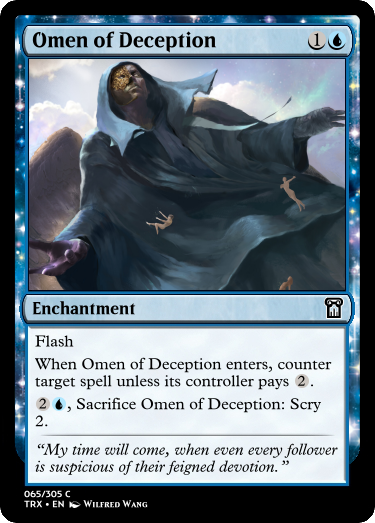 Omen of Deception 1
Enchantment
Flash
When Omen of Deception enters, counter
target spell unless its controller pays 2.
2, Sacrifice Omen of Deception: Scry
2.
“My time will come, when even every follower
is suspicious of their feigned devotion.”
065/305 C
TRX • EN Wilfred Wang